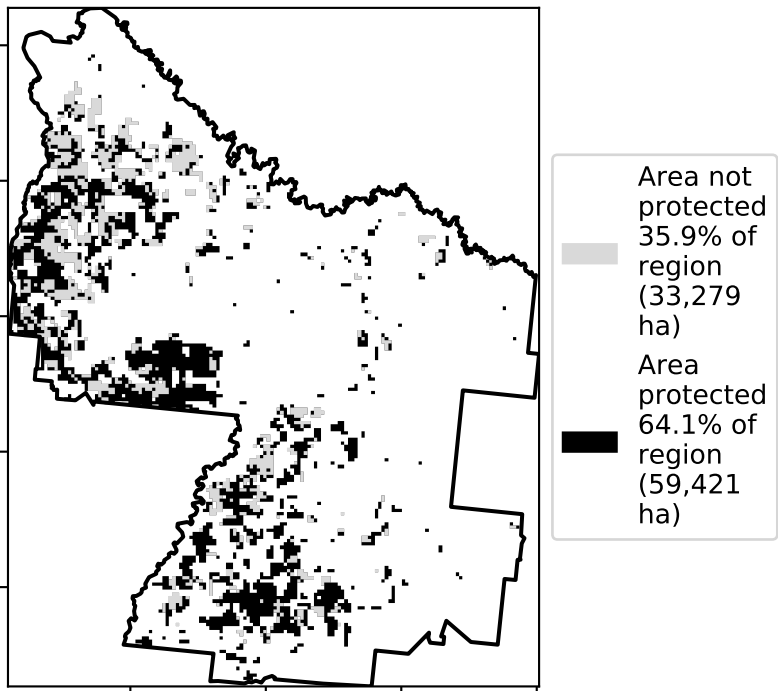 Area not
protected
35.9% of
region
(33,279
ha)
Area
protected
64.1% of
region
(59,421
ha)